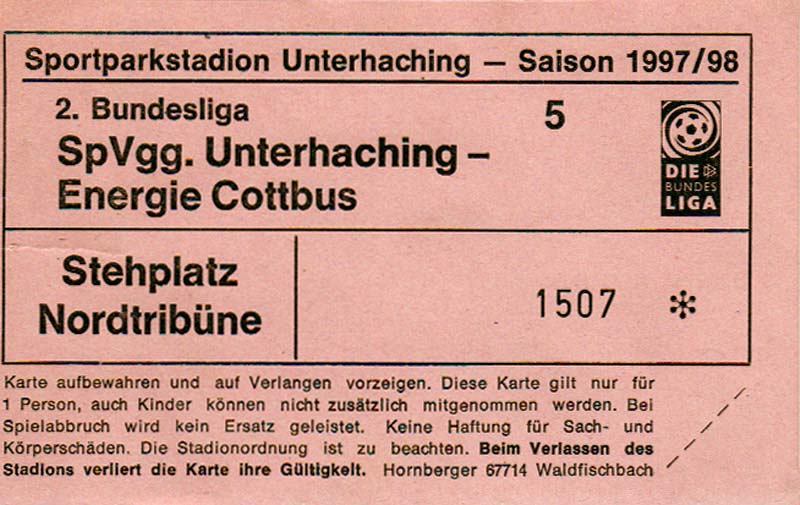 Sportparkstadion Unterhaching – Saison 1997/98
2. Bundesliga 5
SpVgg. Unterhaching –
Energie Cottbus
DIE
BUNDES
LIGA
Stehplatz
Nordtribüne
1507 *
Karte aufbewahren und auf Verlangen vorzeigen. Diese Karte gilt nur für
1 Person, auch Kinder können nicht zusätzlich mitgenommen werden. Bei
Spielabbruch wird kein Ersatz geleistet. Keine Haftung für Sach- und
Körperschäden. Die Stadionordnung ist zu beachten. Beim Verlassen des
Stadions verliert die Karte ihre Gültigkeit. Hornberger 67714 Waldfischbach